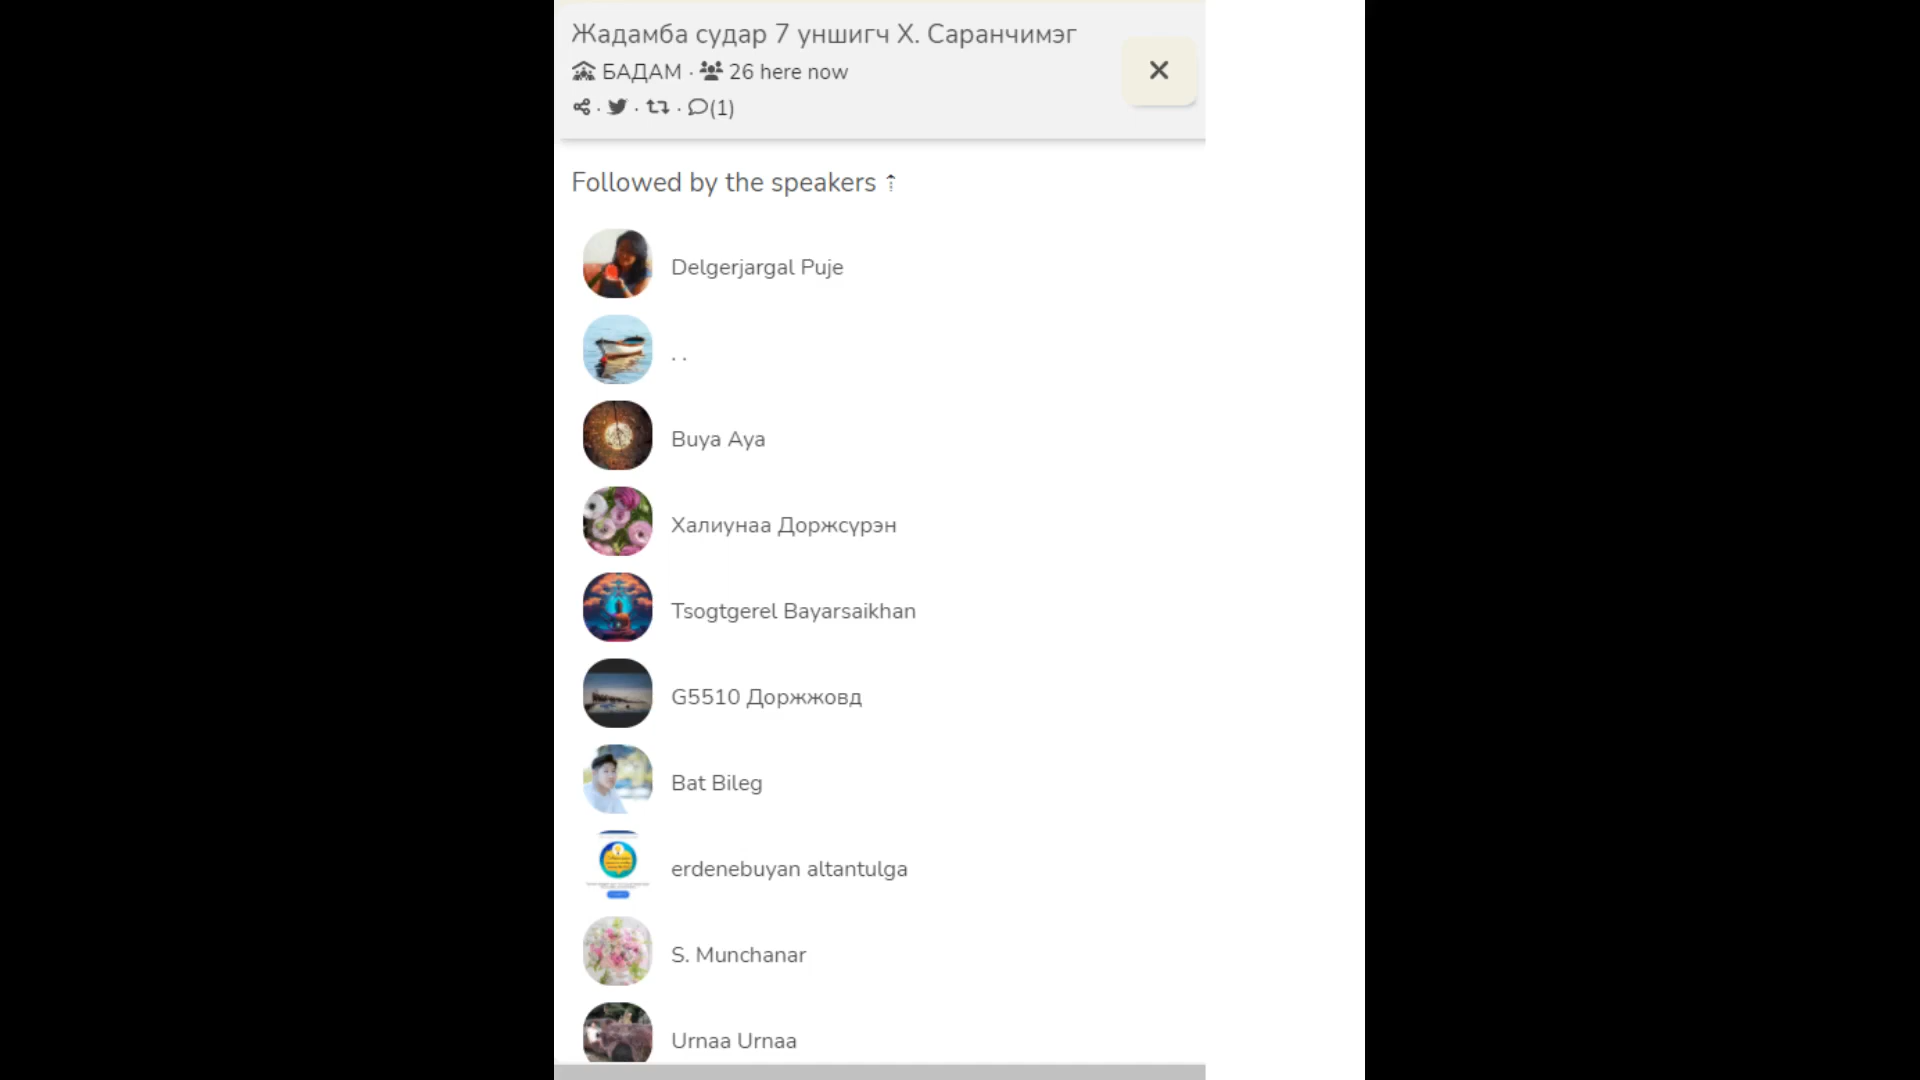 Жадамба судар 7 уншигч Х. Саранчимэг
БАДАМ · 26 here now
· · · (1)
Followed by the speakers ⇡
Delgerjargal Puje
. .
Buya Aya
Халиунаа Доржсүрэн
Tsogtgerel Bayarsaikhan
G5510 Доржжовд
Bat Bileg
erdenebuyan altantulga
S. Munchanar
Urnaa Urnaa